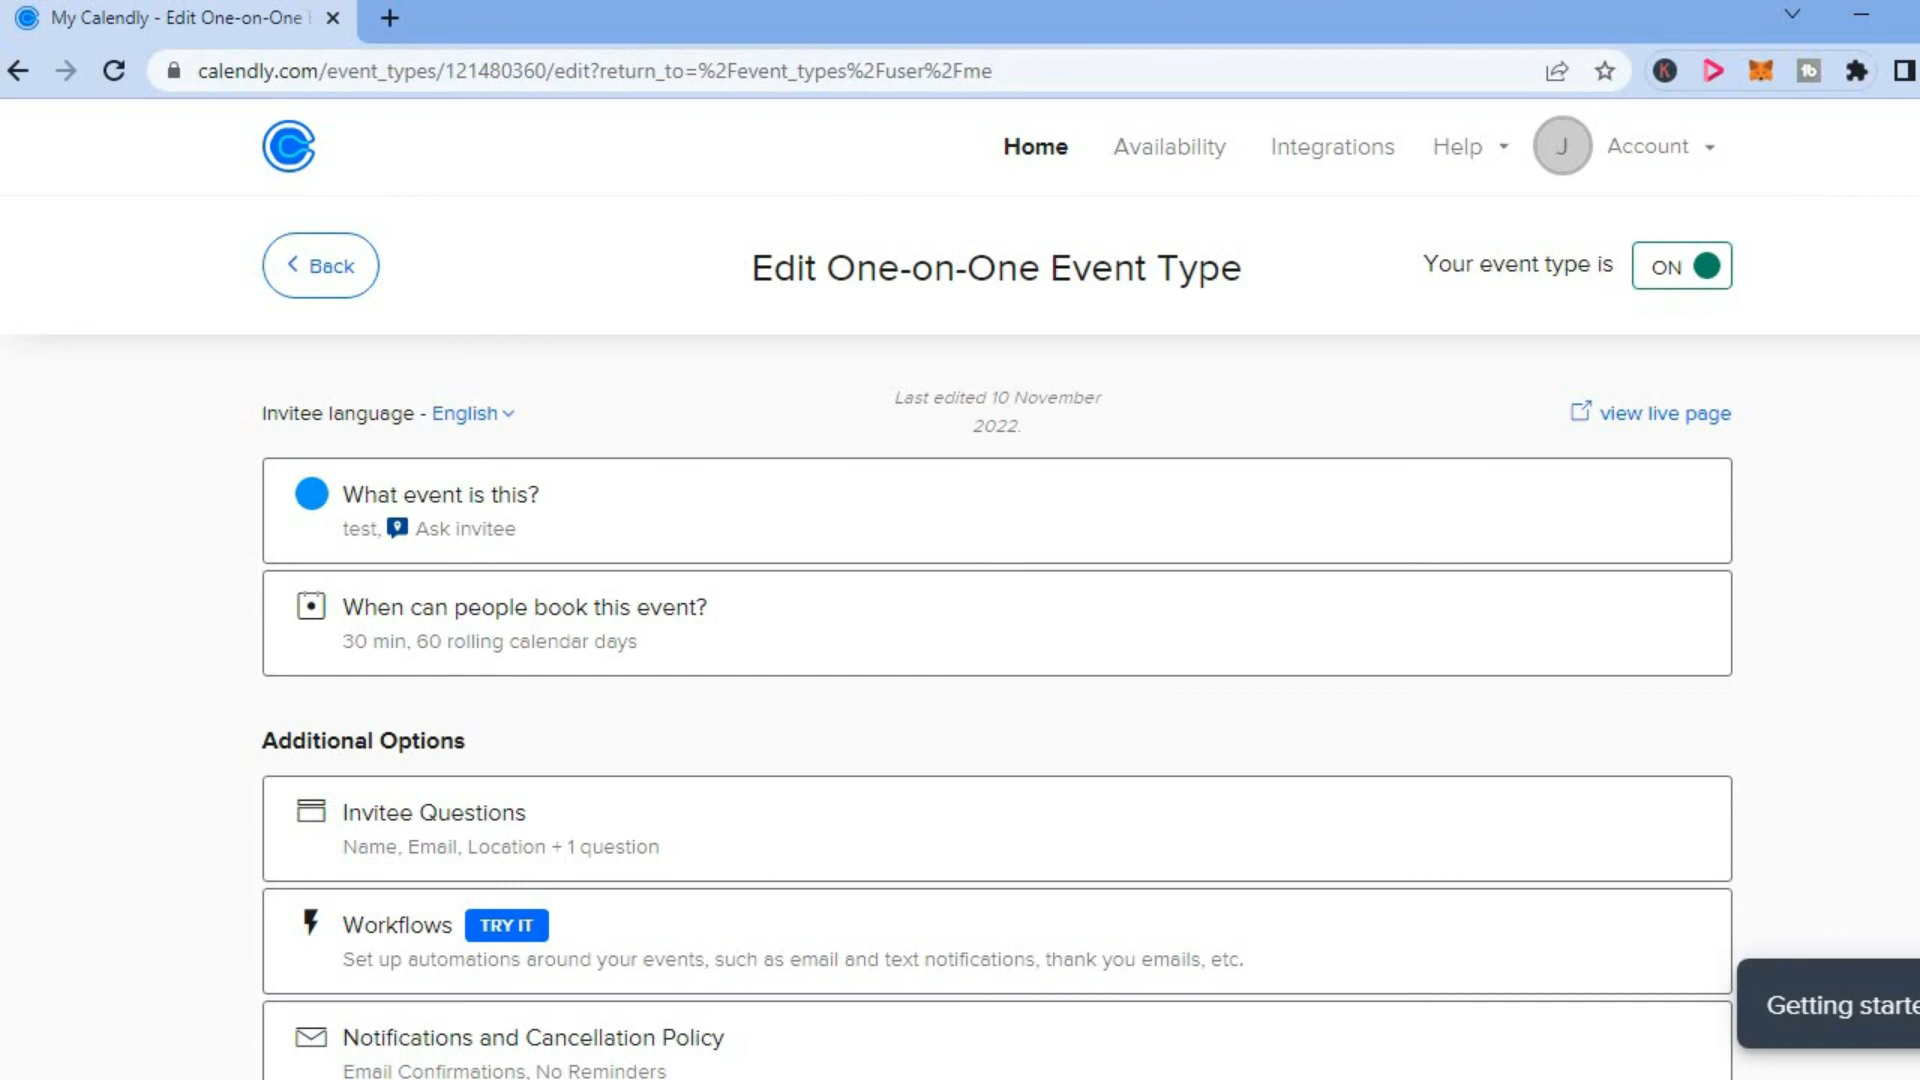 My Calendly - Edit One-on-One
calendly.com/event_types/121480360/edit?return_to=%2Fevent_types%2Fuser%2Fme
K
tb
Home Availability Integrations Help J Account
Back
Edit One-on-One Event Type
Your event type is ON
Invitee language - English
Last edited 10 November
2022.
view live page
What event is this?
test, Ask invitee
When can people book this event?
30 min, 60 rolling calendar days
Additional Options
Invitee Questions
Name, Email, Location + 1 question
Workflows TRY IT
Set up automations around your events, such as email and text notifications, thank you emails, etc.
Notifications and Cancellation Policy
Email Confirmations, No Reminders
Getting starte